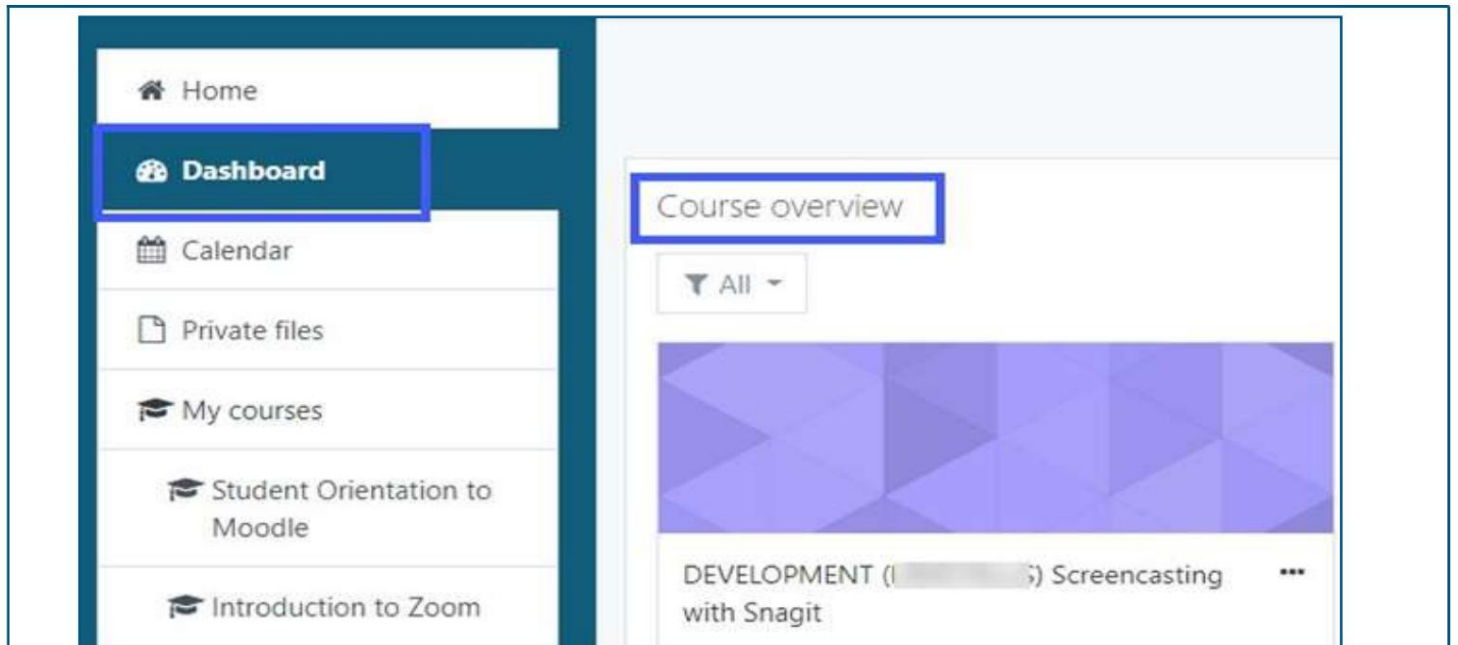 Home
Dashboard
Calendar
Private files
My courses
Student Orientation to
Moodle
Introduction to Zoom
Course overview
All
DEVELOPMENT ( ) Screencasting
with Snagit